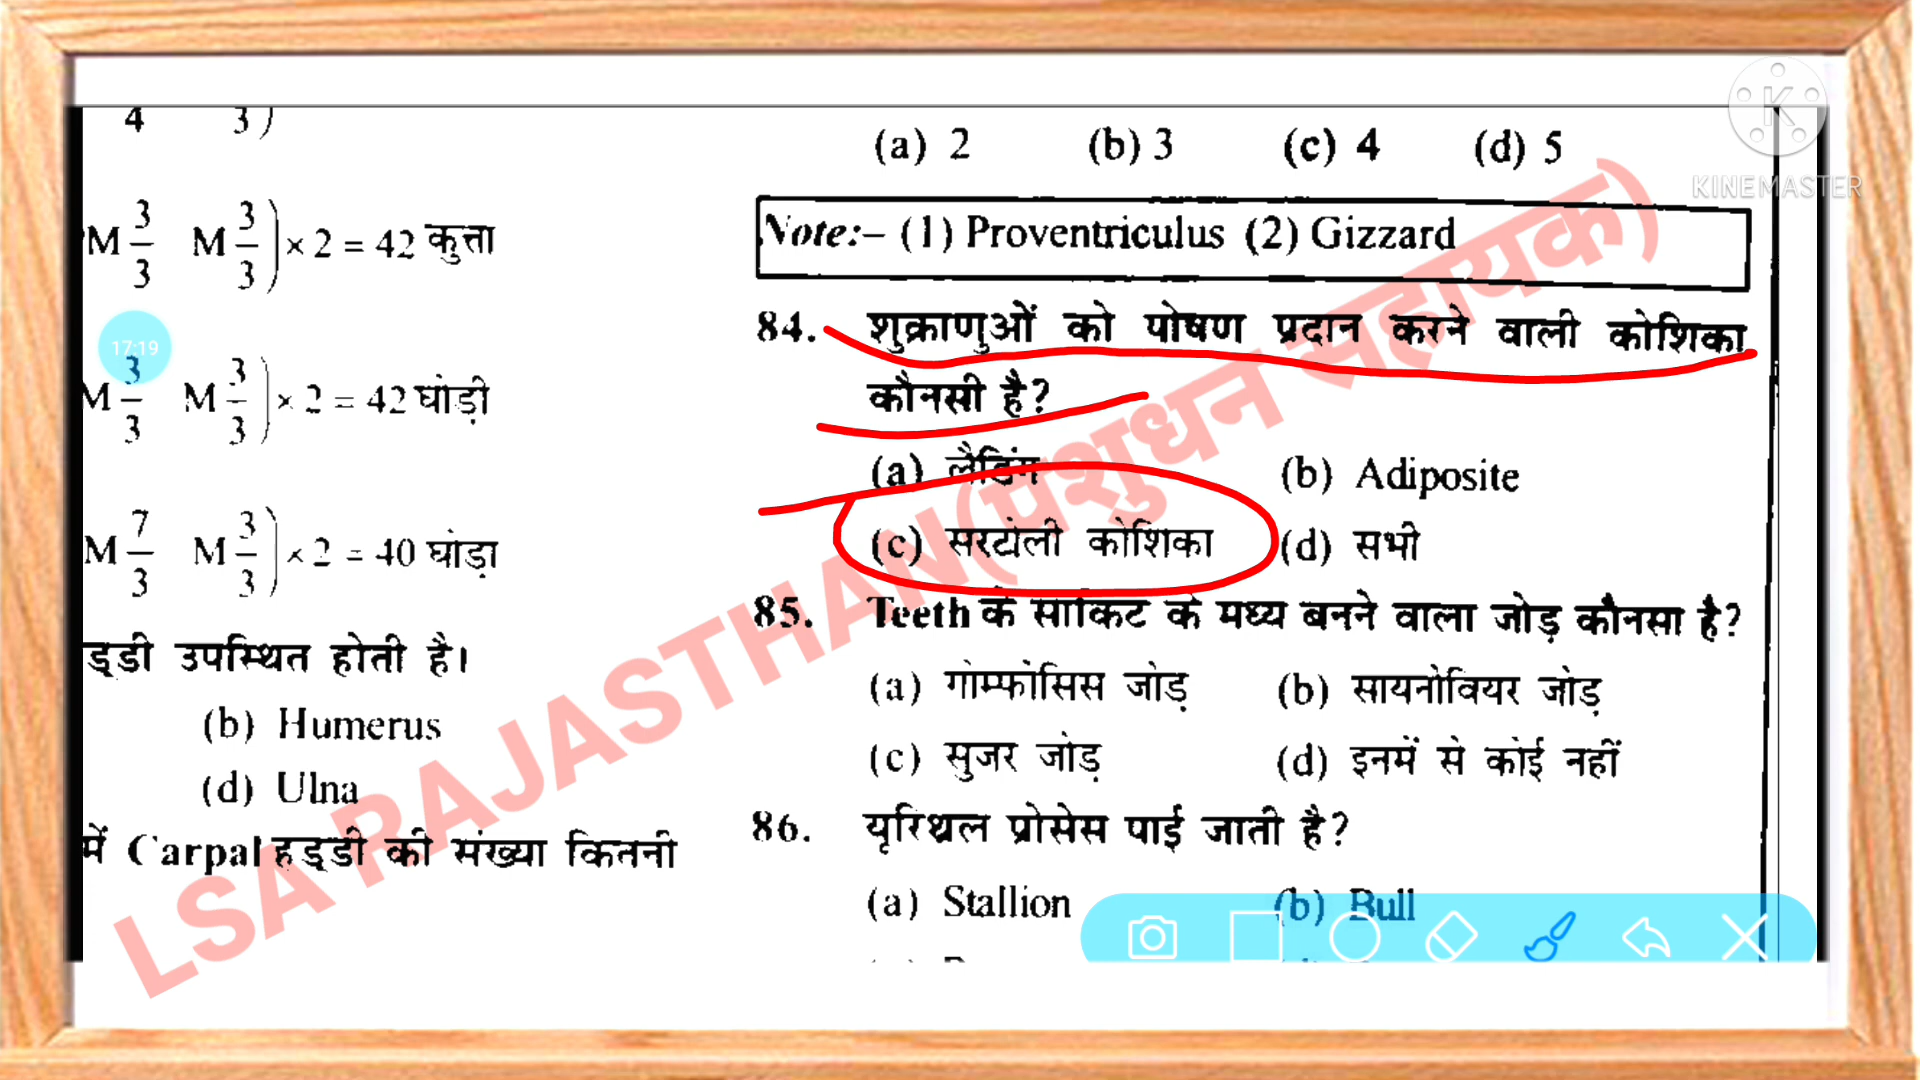 4 3)
M 3/3 M 3/3) × 2 = 42 कुत्ता
17:19
M 3/3 M 3/3) × 2 = 42 घोड़ी
M 7/3 M 3/3) × 2 = 40 घोड़ा
ड्डी उपस्थित होती है।
(b) Humerus
(d) Ulna
में Carpal हड्डी की संख्या कितनी
(a) 2 (b) 3 (c) 4 (d) 5
Note:– (1) Proventriculus (2) Gizzard
84. शुक्राणुओं को पोषण प्रदान करने वाली कोशिका
कौनसी है?
(a) लैडिंग (b) Adiposite
(c) सरटोली कोशिका (d) सभी
85. Teeth के साकिट के मध्य बनने वाला जोड़ कौनसा है?
(a) गोम्फोसिस जोड़ (b) सायनोवियर जोड़
(c) सुजर जोड़ (d) इनमें से कोई नहीं
86. यूरिथ्रल प्रोसेस पाई जाती है?
(a) Stallion (b) Bull
LSA RAJASTHAN(पशुधन सहायक)
K
KINEMASTER